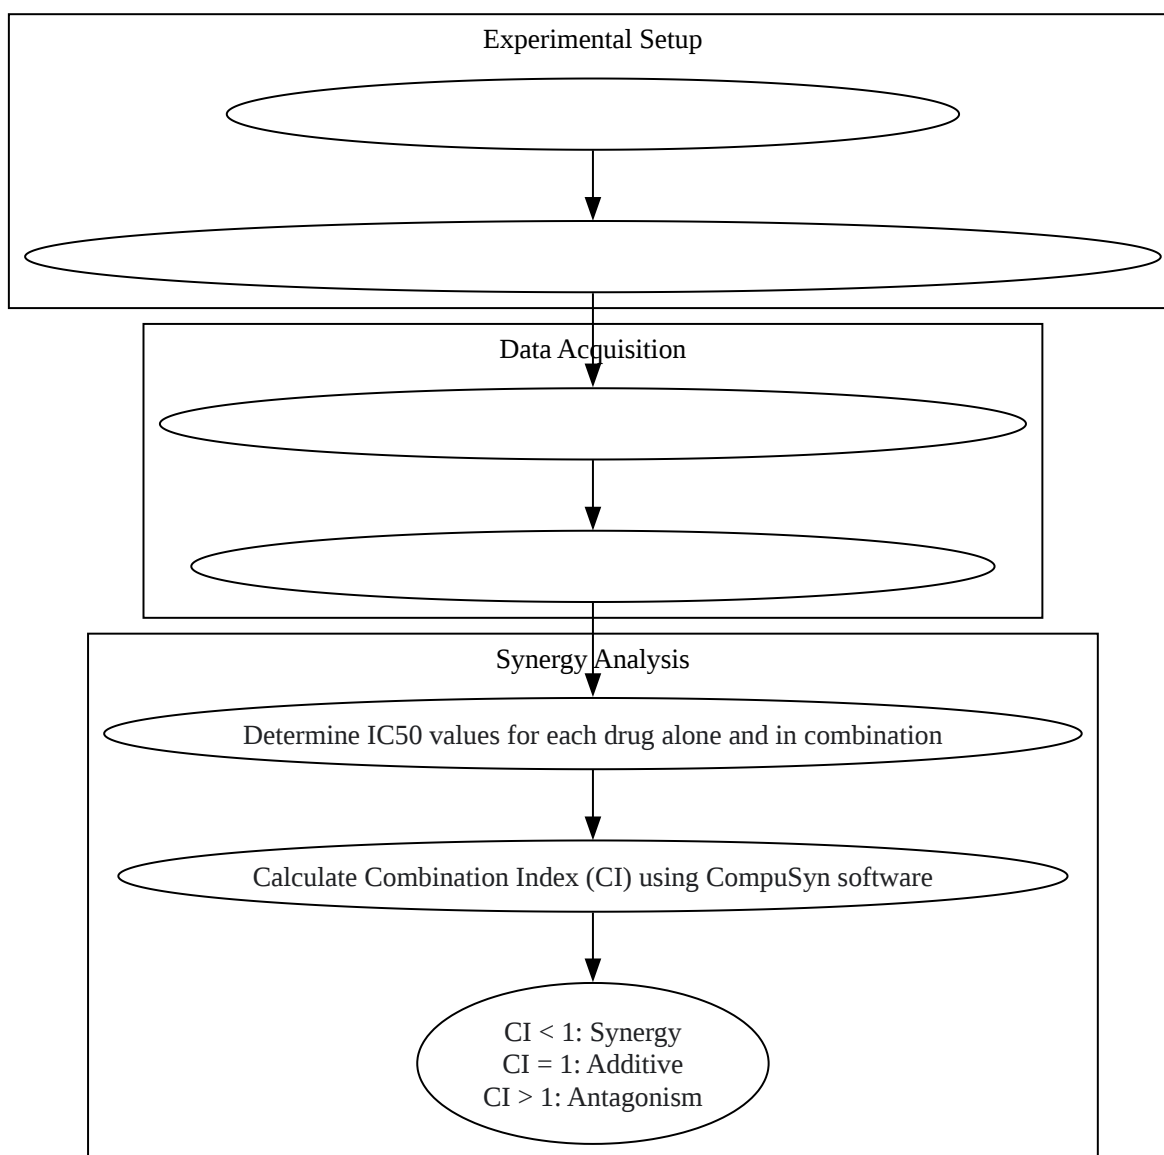 Experimental Setup
Data Acquisition
Synergy Analysis
Determine IC50 values for each drug alone and in combination
Calculate Combination Index (CI) using CompuSyn software
CI < 1: Synergy
CI = 1: Additive
CI > 1: Antagonism